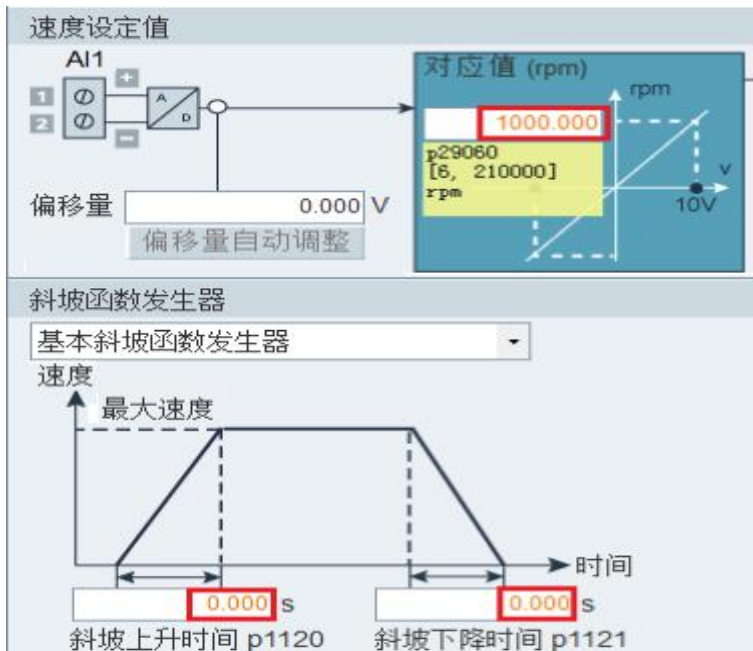 速度设定值
AI1
1
2
A
D
偏移量 0.000 V
偏移量自动调整
对应值 (rpm)
rpm
1000.000
p29060
[6, 210000]
rpm
V
10V
斜坡函数发生器
基本斜坡函数发生器
速度
最大速度
时间
0.000 s
0.000 s
斜坡上升时间 p1120
斜坡下降时间 p1121